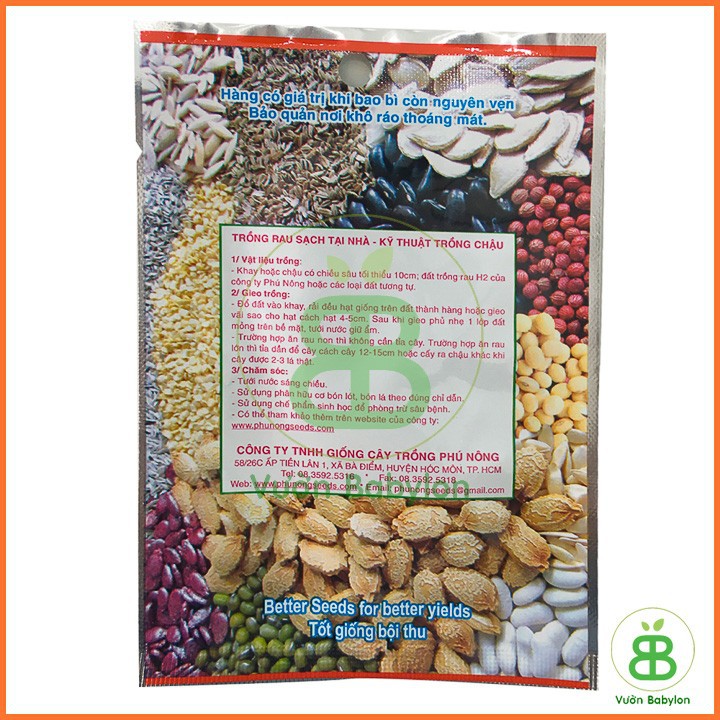 Hàng có giá trị khi bao bì còn nguyên vẹn
Bảo quản nơi khô ráo thoáng mát.
TRỒNG RAU SẠCH TẠI NHÀ - KỸ THUẬT TRỒNG CHẬU
1/ Vật liệu trồng:
- Khay hoặc chậu có chiều sâu tối thiểu 10cm; đất trồng rau H2 của
công ty Phú Nông hoặc các loại đất tương tự.
2/ Gieo trồng:
- Đổ đất vào khay, rải đều hạt giống trên đất thành hàng hoặc gieo
vãi sao cho hạt cách hạt 4-5cm. Sau khi gieo phủ nhẹ 1 lớp đất
mỏng trên bề mặt, tưới nước giữ ẩm.
- Trường hợp ăn rau non thì không cần tỉa cây. Trường hợp ăn rau
lớn thì tỉa dần để cây cách cây 12-15cm hoặc cấy ra chậu khác khi
cây được 2-3 lá thật.
3/ Chăm sóc:
- Tưới nước sáng chiều.
- Sử dụng phân hữu cơ bón lót, bón lá theo đúng chỉ dẫn.
- Sử dụng chế phẩm sinh học để phòng trừ sâu bệnh.
- Có thể tham khảo thêm trên website của công ty:
www.phunongseeds.com
CÔNG TY TNHH GIỐNG CÂY TRỒNG PHÚ NÔNG
58/26C ẤP TIỀN LÂN 1, XÃ BÀ ĐIỂM, HUYỆN HÓC MÔN, TP. HCM
Tel: 08.3592.5316 * Fax: 08.3592.5318
Web: www.phunongseeds.com * Email: phunongseeds@gmail.com
Vườn Babylon
Better Seeds for better yields
Tốt giống bội thu
Vườn Babylon